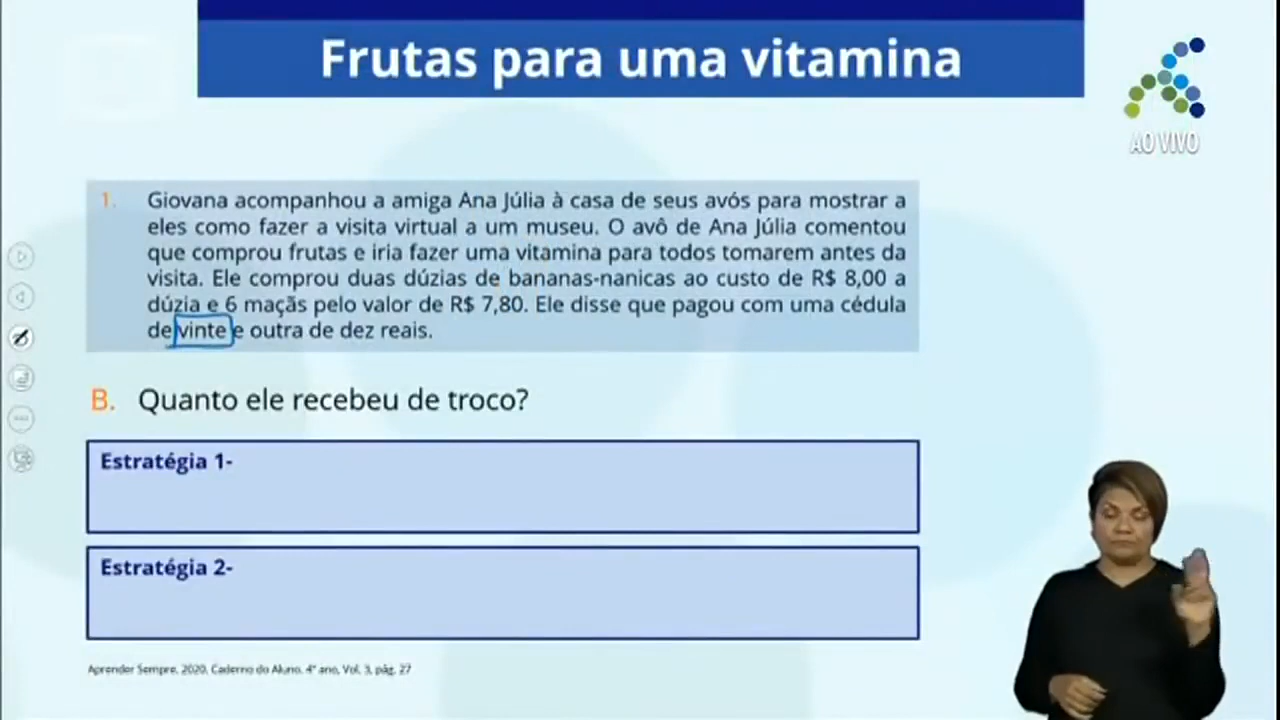 Frutas para uma vitamina
AO VIVO
1. Giovana acompanhou a amiga Ana Júlia à casa de seus avós para mostrar a
eles como fazer a visita virtual a um museu. O avô de Ana Júlia comentou
que comprou frutas e iria fazer uma vitamina para todos tomarem antes da
visita. Ele comprou duas dúzias de bananas-nanicas ao custo de R$ 8,00 a
dúzia e 6 maçãs pelo valor de R$ 7,80. Ele disse que pagou com uma cédula
de vinte e outra de dez reais.
B. Quanto ele recebeu de troco?
Estratégia 1-
Estratégia 2-
Aprender Sempre, 2020, Caderno do Aluno, 4° ano, Vol. 3, pág. 27